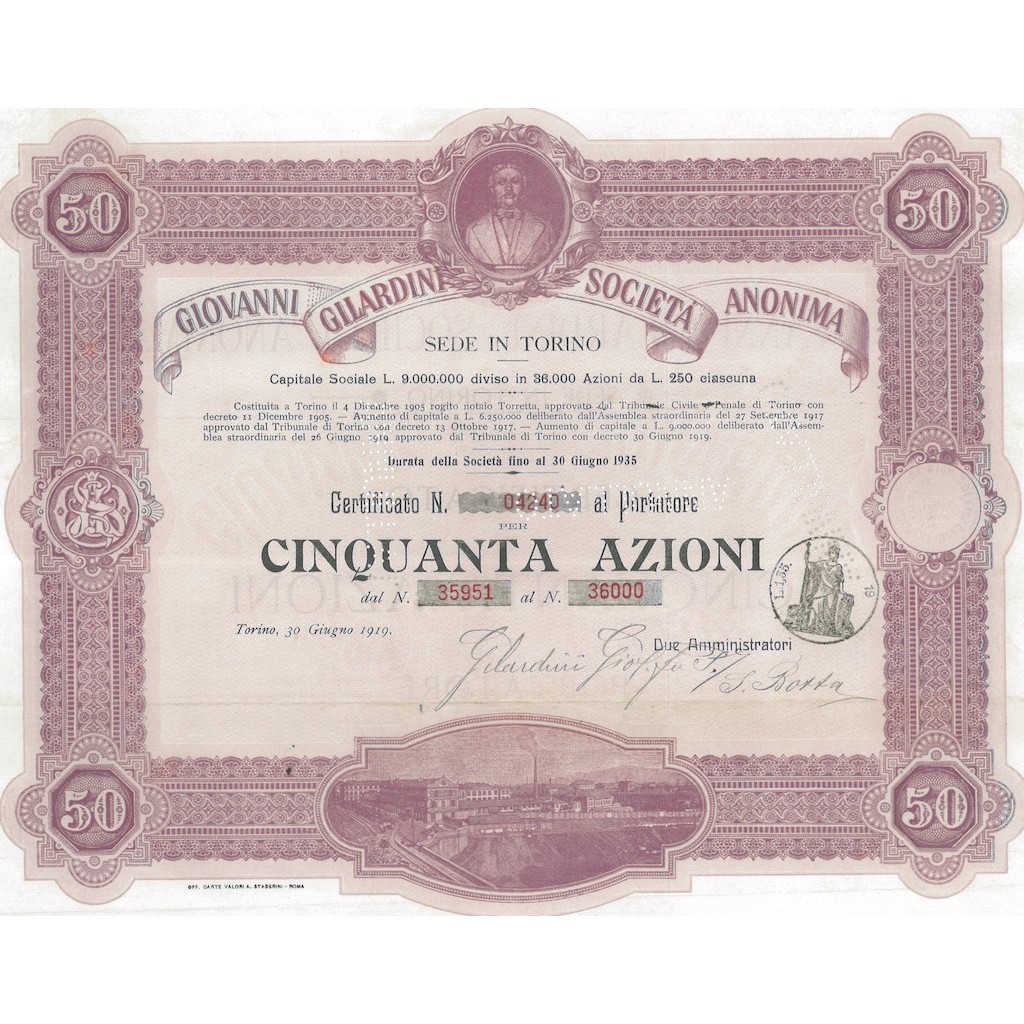 50
50
GIOVANNI GILARDINI SOCIETÀ ANONIMA
SEDE IN TORINO
Capitale Sociale L. 9.000.000 diviso in 36.000 Azioni da L. 250 ciascuna
Costituita a Torino il 4 Dicembre 1905 rogito notaio Torretta, approvato dal Tribunale Civile e Penale di Torino con
decreto 11 Dicembre 1905. — Aumento di capitale a L. 6.250.000 deliberato dall'Assemblea straordinaria del 27 Settembre 1917
approvato dal Tribunale di Torino con decreto 13 Ottobre 1917. — Aumento di capitale a L. 9.000.000 deliberato dall'Assem-
blea straordinaria del 26 Giugno 1919 approvato dal Tribunale di Torino con decreto 30 Giugno 1919.
Durata della Società fino al 30 Giugno 1935
Certificato N. 04240 al Portatore
PER
CINQUANTA AZIONI
dal N. 35951 al N. 36000
L. 1,55. 19
Torino, 30 Giugno 1919.
Due Amministratori
Gilardini Gio
S. Botta
50
50
OFF. CARTE VALORI A. STADERINI - ROMA